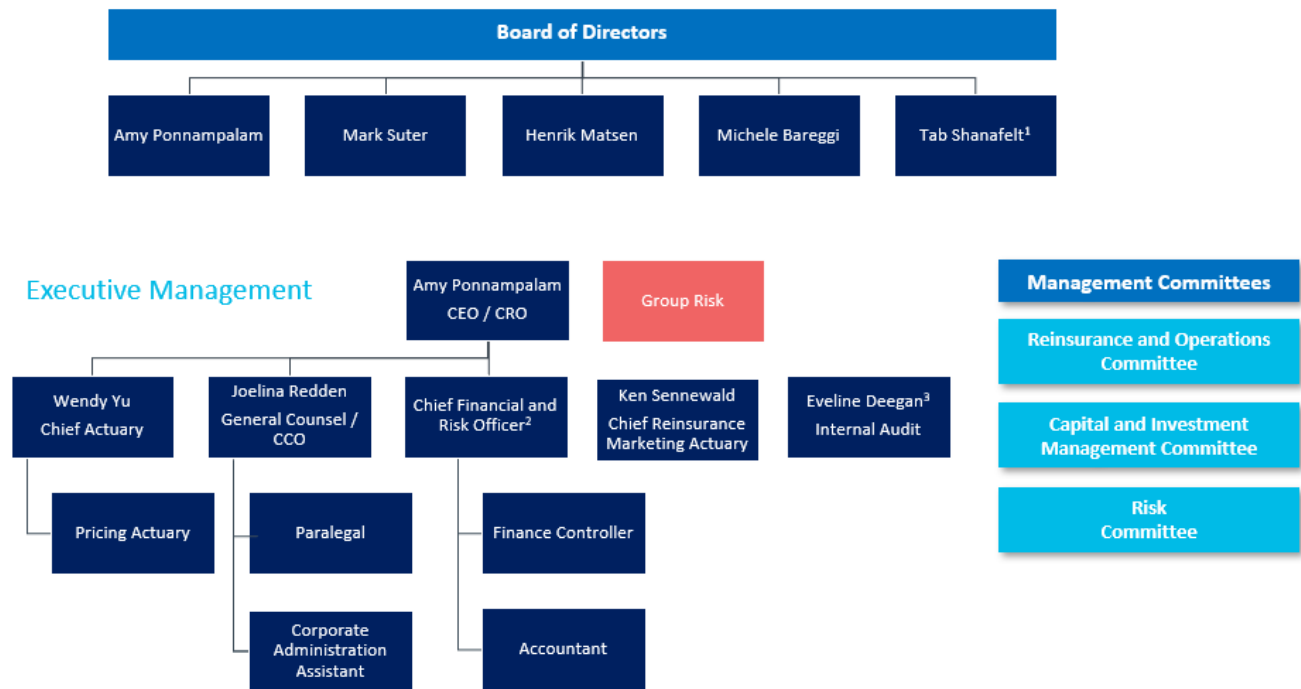 Board of Directors
Amy Ponnampalam
Mark Suter
Henrik Matsen
Michele Bareggi
Tab Shanafelt¹
Executive Management
Amy Ponnampalam
CEO / CRO
Group Risk
Management Committees
Reinsurance and Operations
Committee
Capital and Investment
Management Committee
Risk
Committee
Wendy Yu
Chief Actuary
Joelina Redden
General Counsel /
CCO
Chief Financial and
Risk Officer²
Ken Sennewald
Chief Reinsurance
Marketing Actuary
Eveline Deegan³
Internal Audit
Pricing Actuary
Paralegal
Finance Controller
Corporate
Administration
Assistant
Accountant